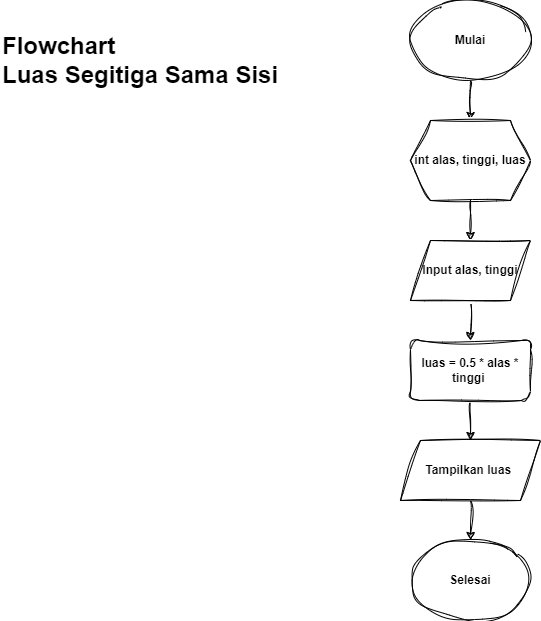 Flowchart
Luas Segitiga Sama Sisi
Mulai
int alas, tinggi, luas
Input alas, tinggi
luas = 0.5 * alas *
tinggi
Tampilkan luas
Selesai